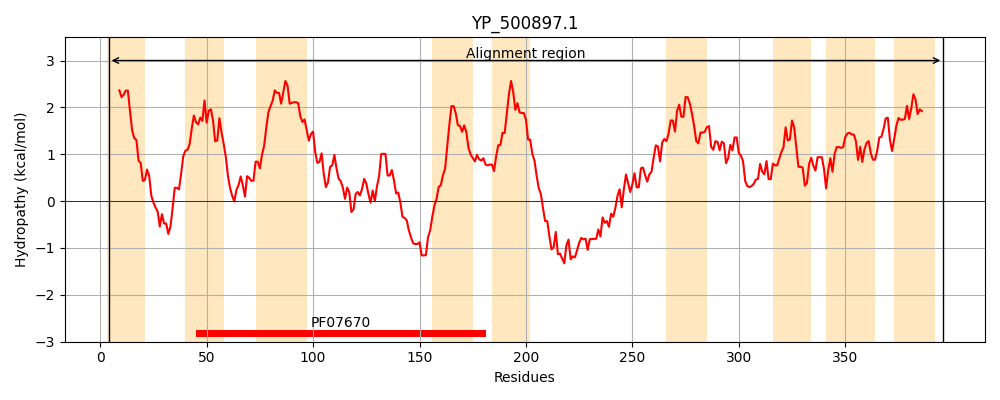 YP_500897.1
Alignment region
3
2
1
0
−1
−2
−3
Hydropathy (kcal/mol)
PF07670
0 50 100 150 200 250 300 350
Residues